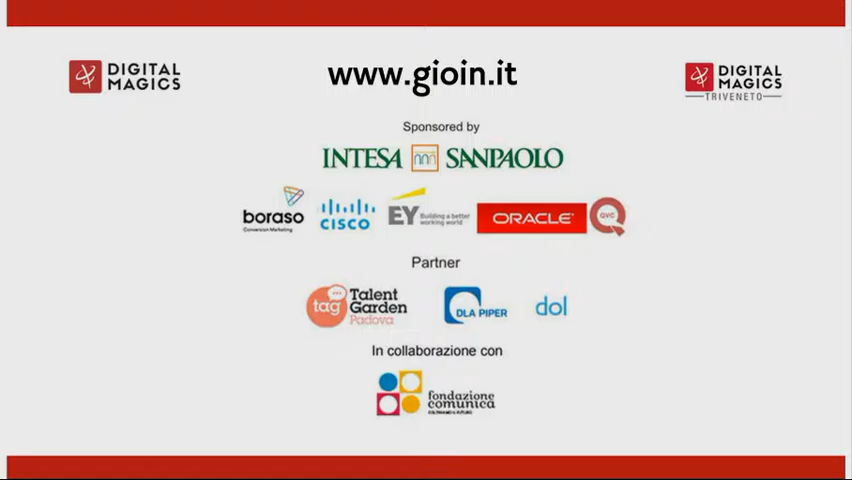 DIGITAL
MAGICS
www.gioin.it
DIGITAL
MAGICS
TRIVENETO
Sponsored by
INTESA SANPAOLO
boraso
Conversion Marketing
CISCO
EY Building a better
working world
ORACLE
QVC
Partner
tag Talent
Garden
Padova
DLA PIPER
dol
In collaborazione con
fondazione
comunica